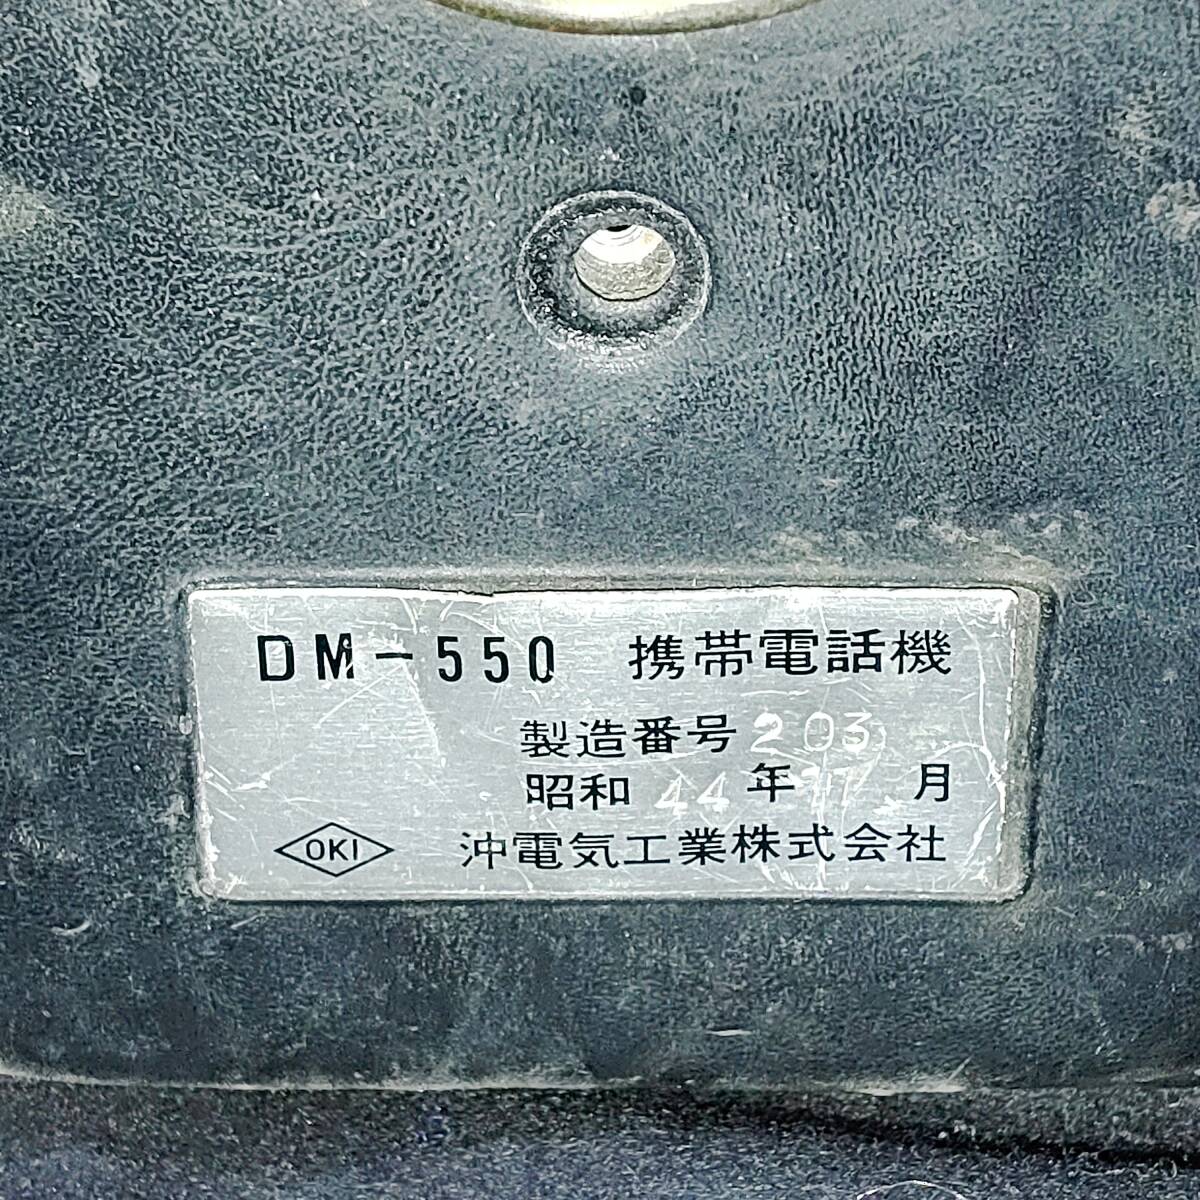 DM-550 携帯電話機
製造番号 203
昭和 44 年 11 月
OKI 沖電気工業株式会社